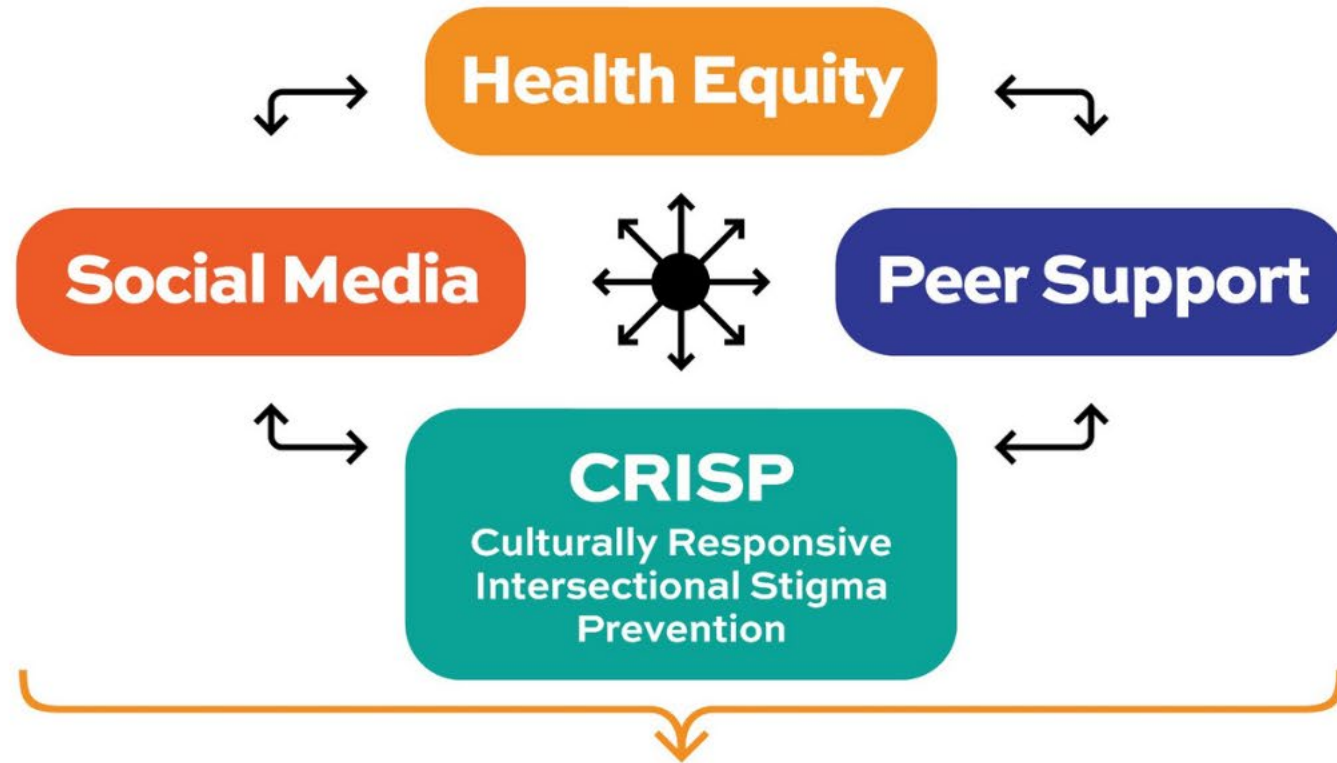 Health Equity
Social Media
Peer Support
CRISP
Culturally Responsive
Intersectional Stigma
Prevention